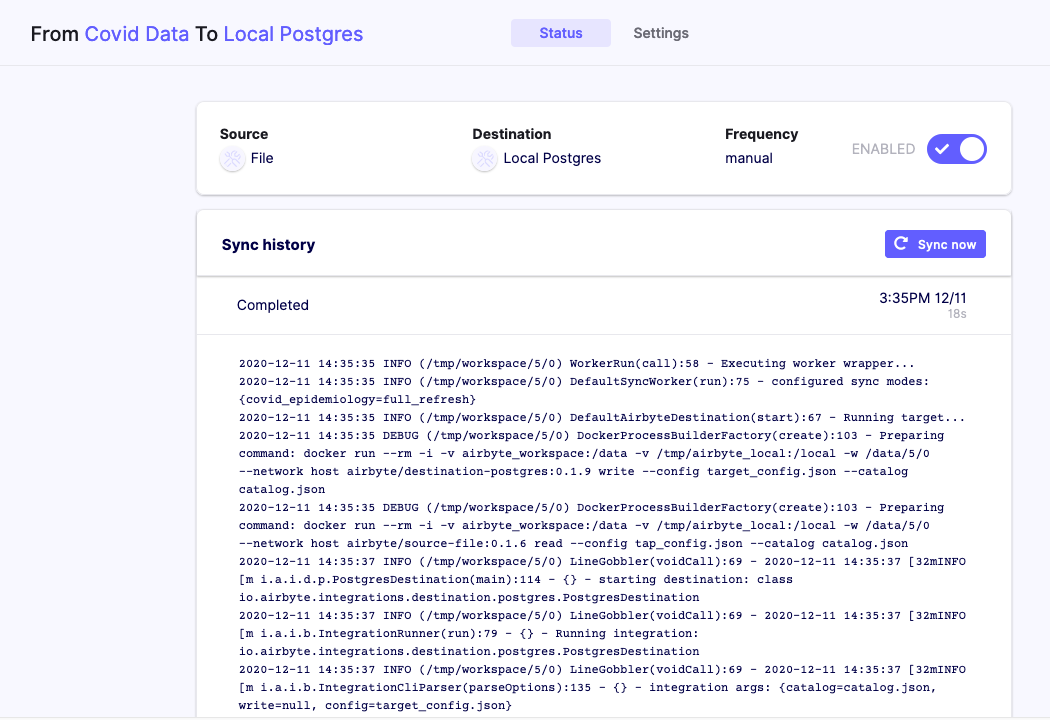 From Covid Data To Local Postgres
Status
Settings
Source
Destination
Frequency
File
Local Postgres
manual
ENABLED
Sync history
Sync now
Completed
3:35PM 12/11
18s
2020-12-11 14:35:35 INFO (/tmp/workspace/5/0) WorkerRun(call):58 - Executing worker wrapper...
2020-12-11 14:35:35 INFO (/tmp/workspace/5/0) DefaultSyncWorker(run):75 - configured sync modes:
{covid_epidemiology=full_refresh}
2020-12-11 14:35:35 INFO (/tmp/workspace/5/0) DefaultAirbyteDestination(start):67 - Running target...
2020-12-11 14:35:35 DEBUG (/tmp/workspace/5/0) DockerProcessBuilderFactory(create):103 - Preparing
command: docker run --rm -i -v airbyte_workspace:/data -v /tmp/airbyte_local:/local -w /data/5/0
--network host airbyte/destination-postgres:0.1.9 write --config target_config.json --catalog
catalog.json
2020-12-11 14:35:35 DEBUG (/tmp/workspace/5/0) DockerProcessBuilderFactory(create):103 - Preparing
command: docker run --rm -i -v airbyte_workspace:/data -v /tmp/airbyte_local:/local -w /data/5/0
--network host airbyte/source-file:0.1.6 read --config tap_config.json --catalog catalog.json
2020-12-11 14:35:37 INFO (/tmp/workspace/5/0) LineGobbler(voidCall):69 - 2020-12-11 14:35:37 [32mINFO
[m i.a.i.d.p.PostgresDestination(main):114 - {} - starting destination: class
io.airbyte.integrations.destination.postgres.PostgresDestination
2020-12-11 14:35:37 INFO (/tmp/workspace/5/0) LineGobbler(voidCall):69 - 2020-12-11 14:35:37 [32mINFO
[m i.a.i.b.IntegrationRunner(run):79 - {} - Running integration:
io.airbyte.integrations.destination.postgres.PostgresDestination
2020-12-11 14:35:37 INFO (/tmp/workspace/5/0) LineGobbler(voidCall):69 - 2020-12-11 14:35:37 [32mINFO
[m i.a.i.b.IntegrationCliParser(parseOptions):135 - {} - integration args: {catalog=catalog.json,
write=null, config=target_config.json}